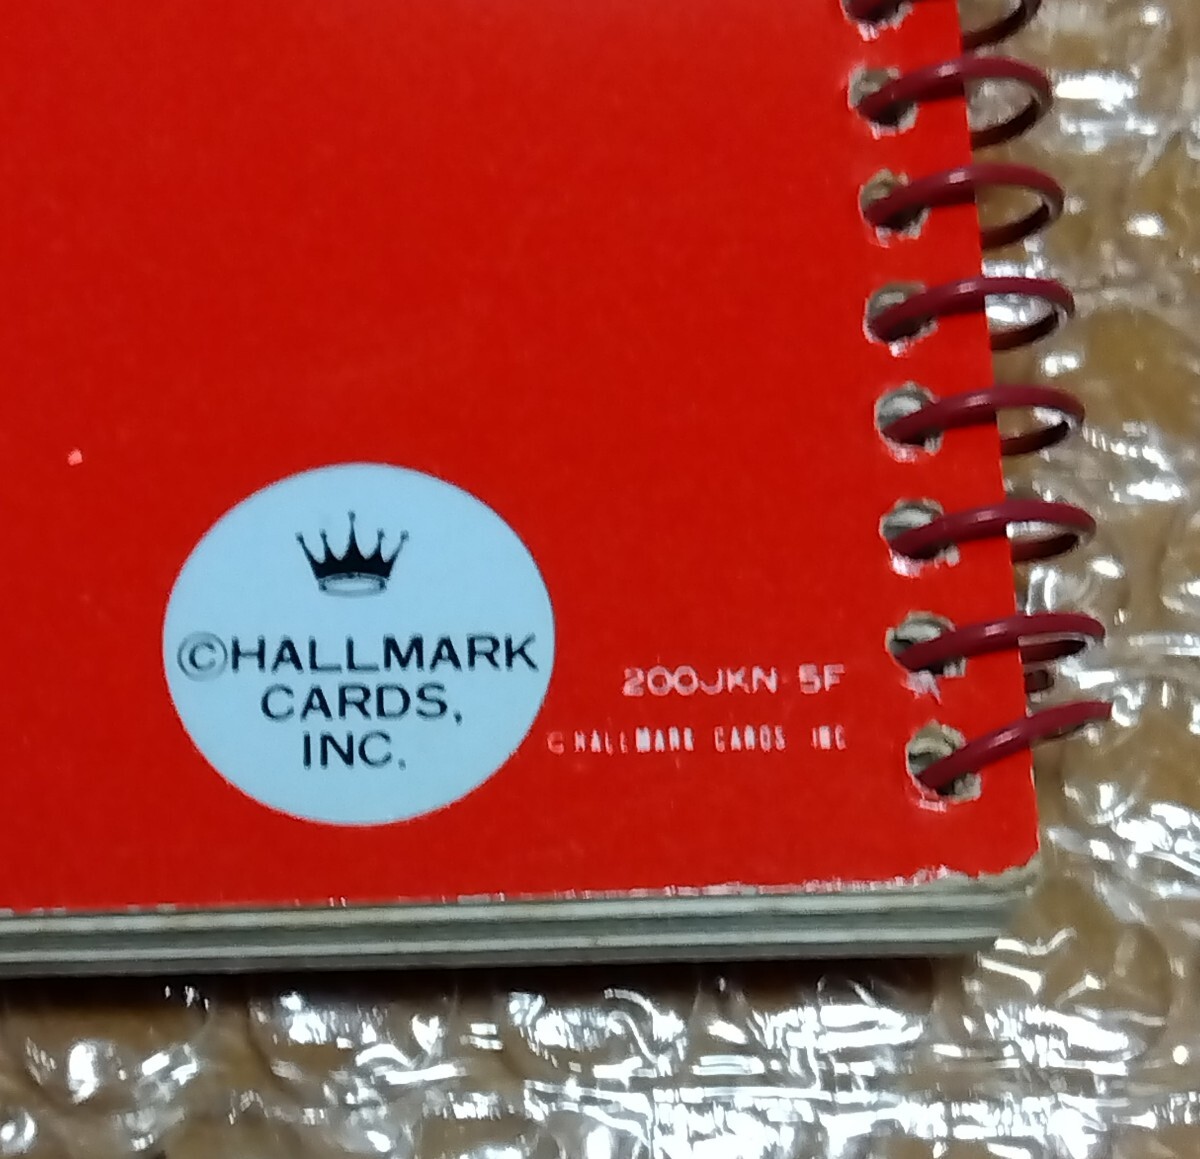 ©HALLMARK
CARDS,
INC.
200JKN 5F
© HALLMARK CARDS INC